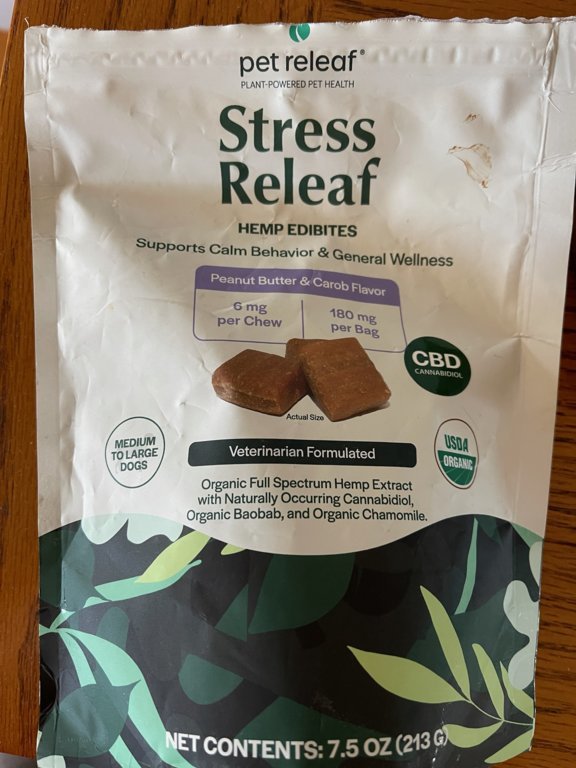 pet releaf®
PLANT-POWERED PET HEALTH
Stress
Releaf
HEMP EDIBITES
Supports Calm Behavior & General Wellness
Peanut Butter & Carob Flavor
6 mg
per Chew
180 mg
per Bag
CBD
CANNABIDIOL
Actual Size
MEDIUM
TO LARGE
DOGS
Veterinarian Formulated
USDA
ORGANIC
Organic Full Spectrum Hemp Extract
with Naturally Occurring Cannabidiol,
Organic Baobab, and Organic Chamomile.
NET CONTENTS: 7.5 OZ (213 G)